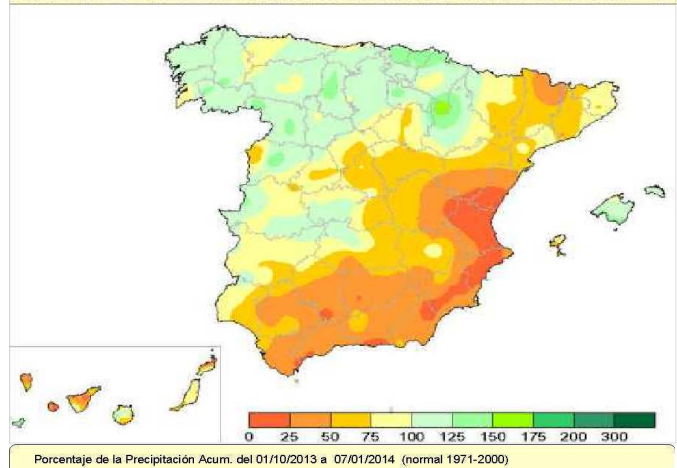 0 25 50 75 100 125 150 175 200 300
Porcentaje de la Precipitación Acum. del 01/10/2013 a 07/01/2014 (normal 1971-2000)